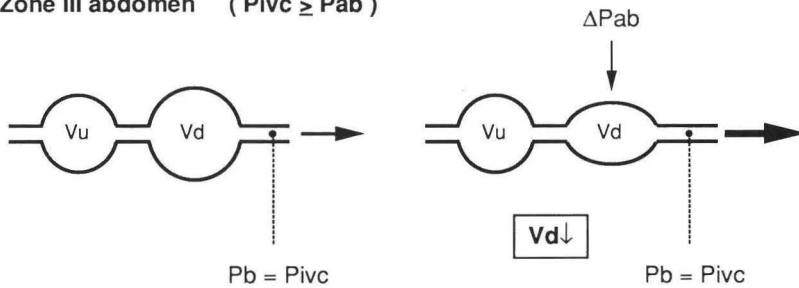 Zone III abdomen ( Pivc ≥ Pab )
ΔPab
Vu Vd Vu Vd
Vd↓
Pb = Pivc Pb = Pivc